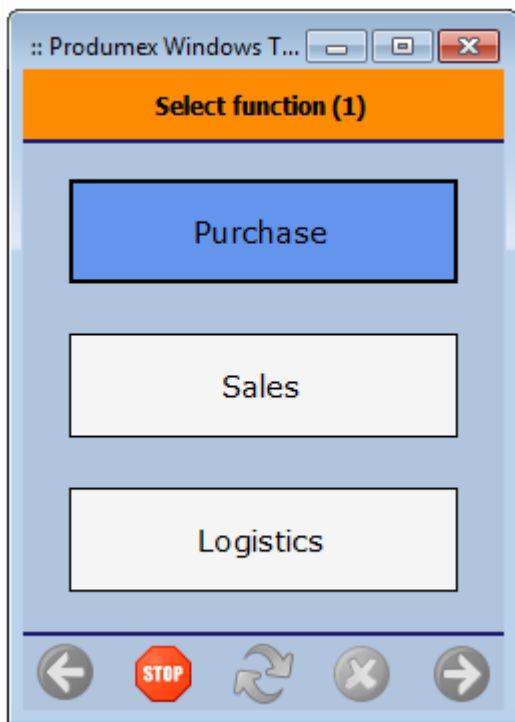 :: Produmex Windows T...
Select function (1)
Purchase
Sales
Logistics
STOP